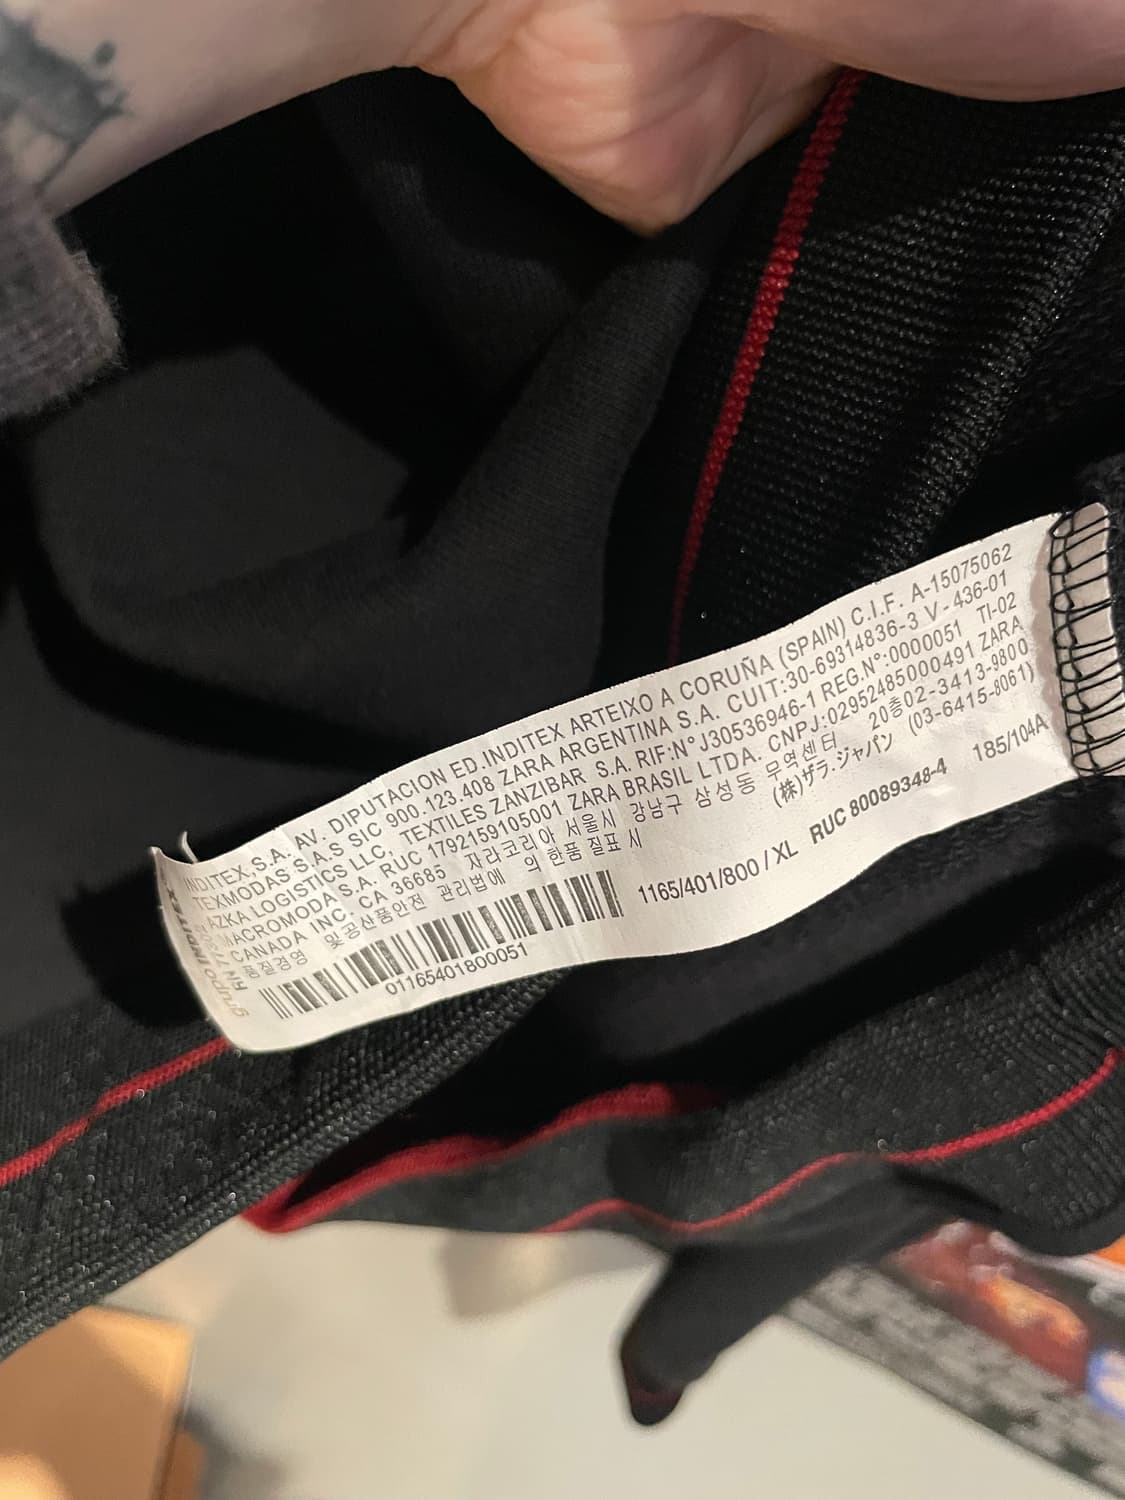 INDITEX,S.A. AV. DIPUTACION ED.INDITEX ARTEIXO A CORUÑA (SPAIN) C.I.F. A-15075062
TEXMODAS S.A.S SIC 900.123.408 ZARA ARGENTINA S.A. CUIT:30-69314836-3 V-436-01
AZKA LOGISTICS LLC, TEXTILES ZANZIBAR S.A. RIF:N° J30536946-1 REG.N°:0000051 TI-02
MACROMODA S.A. RUC 1792159105001 ZARA BRASIL LTDA. CNPJ:02952485000491 ZARA
CANADA INC. CA 36685 자라코리아 서울시 강남구 삼성동 무역센터 20층02-3413-9800
품질경영 및공산품안전 관리법에 의 한품 질표 시 (株)ザラ.ジャパン (03-6415-8061)
01165401800051
1165/401/800 / XL RUC 80089348-4 185/104A
grupo INDITEX
RN